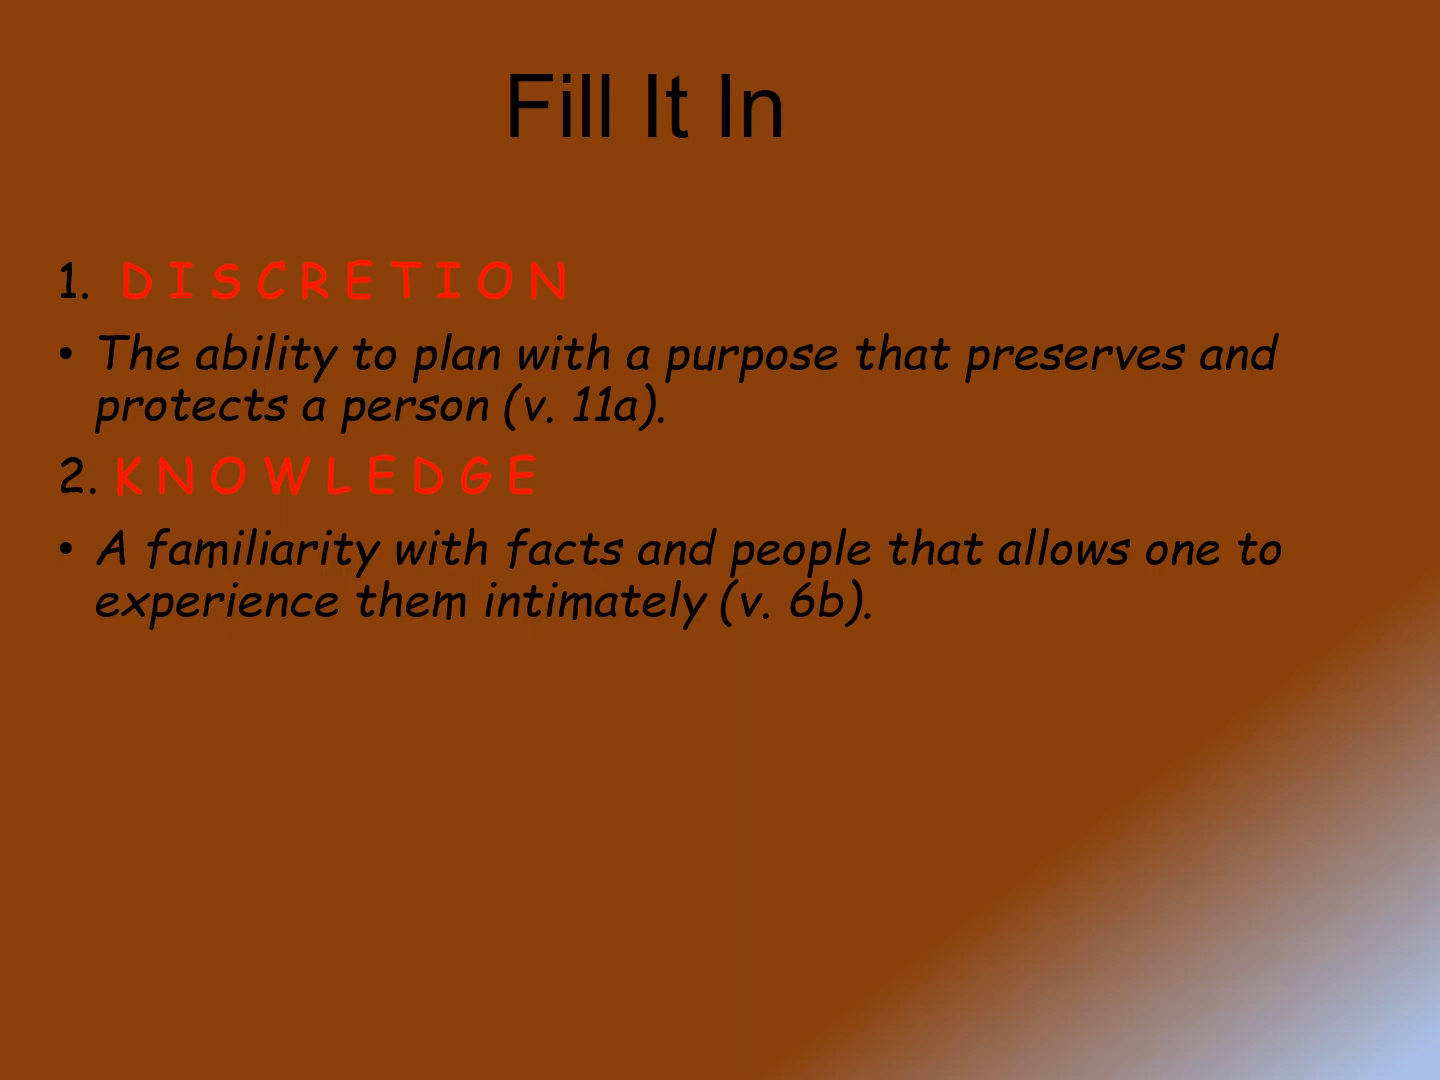 Fill It In
1. D I S C R E T I O N
• The ability to plan with a purpose that preserves and
protects a person (v. 11a).
2. K N O W L E D G E
• A familiarity with facts and people that allows one to
experience them intimately (v. 6b).